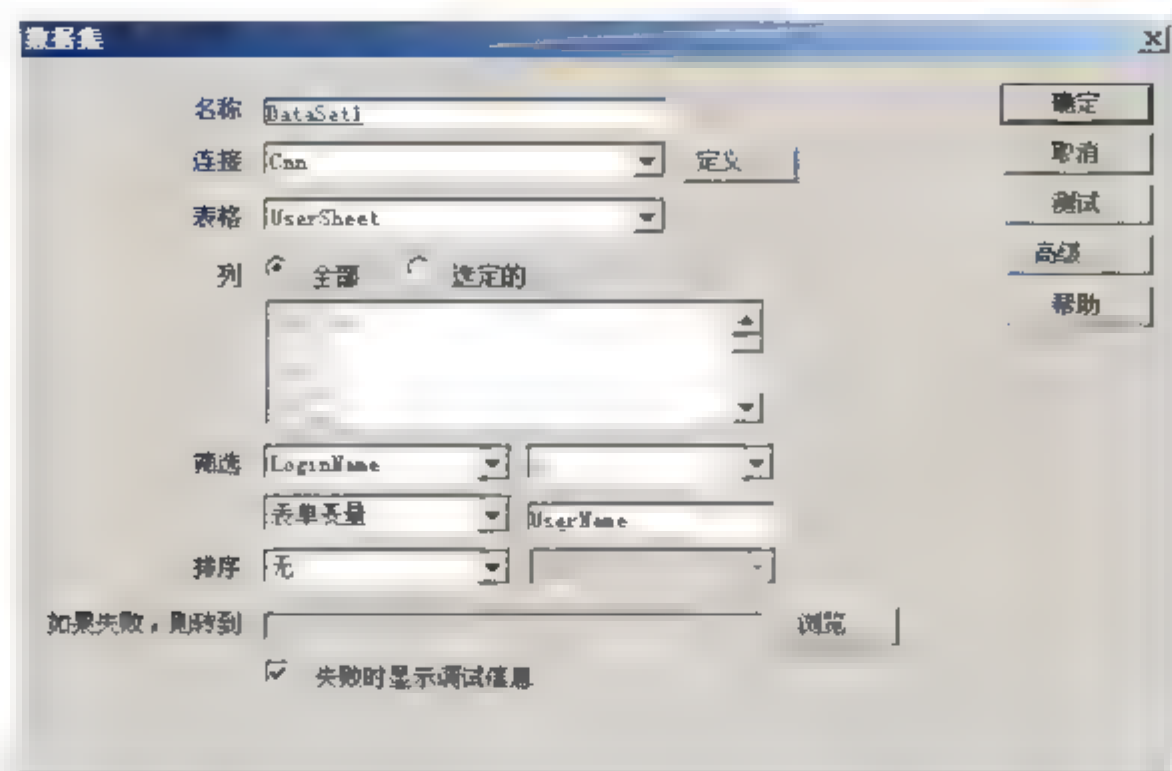 数据集
名称 DataSet1 确定
连接 Cnn 定义 取消
表格 UserSheet 测试
列 全部 选定的 高级
帮助
筛选 LoginName
表单变量 UserName
排序 无
如果失败，则转到 浏览
失败时显示调试信息